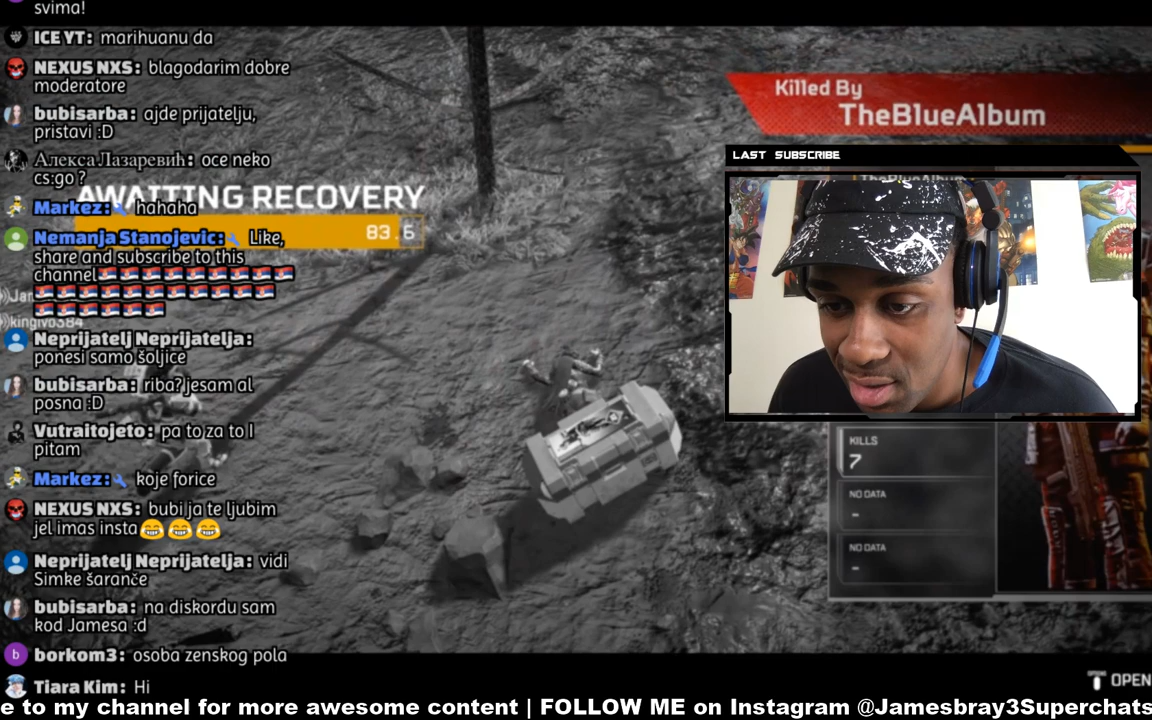 svima!
ICE YT: marihuanu da
NEXUS NXS: blagodarim dobre
moderatore
bubisarba: ajde prijatelju,
pristavi :D
Алекса Лазаревић: oce neko
cs:go ?
Markez: hahaha
Nemanja Stanojevic: Like,
share and subscribe to this
channel
Neprijatelj Neprijatelja:
ponesi samo šoljice
bubisarba: riba? jesam al
posna :D
Vutraitojeto: pa to za to I
pitam
Markez: koje forice
NEXUS NXS: bubi ja te ljubim
jel imas insta😂😂😂
Neprijatelj Neprijatelja: vidi
Simke šaranče
bubisarba: na diskordu sam
kod Jamesa :d
b borkom3: osoba zenskog pola
Tiara Kim: Hi
AWAITING RECOVERY
83.6
kingivo384
Killed By
TheBlueAlbum
LAST SUBSCRIBE
KILLS
7
NO DATA
-
NO DATA
-
OPEN
e to my channel for more awesome content | FOLLOW ME on Instagram @Jamesbray3Superchats